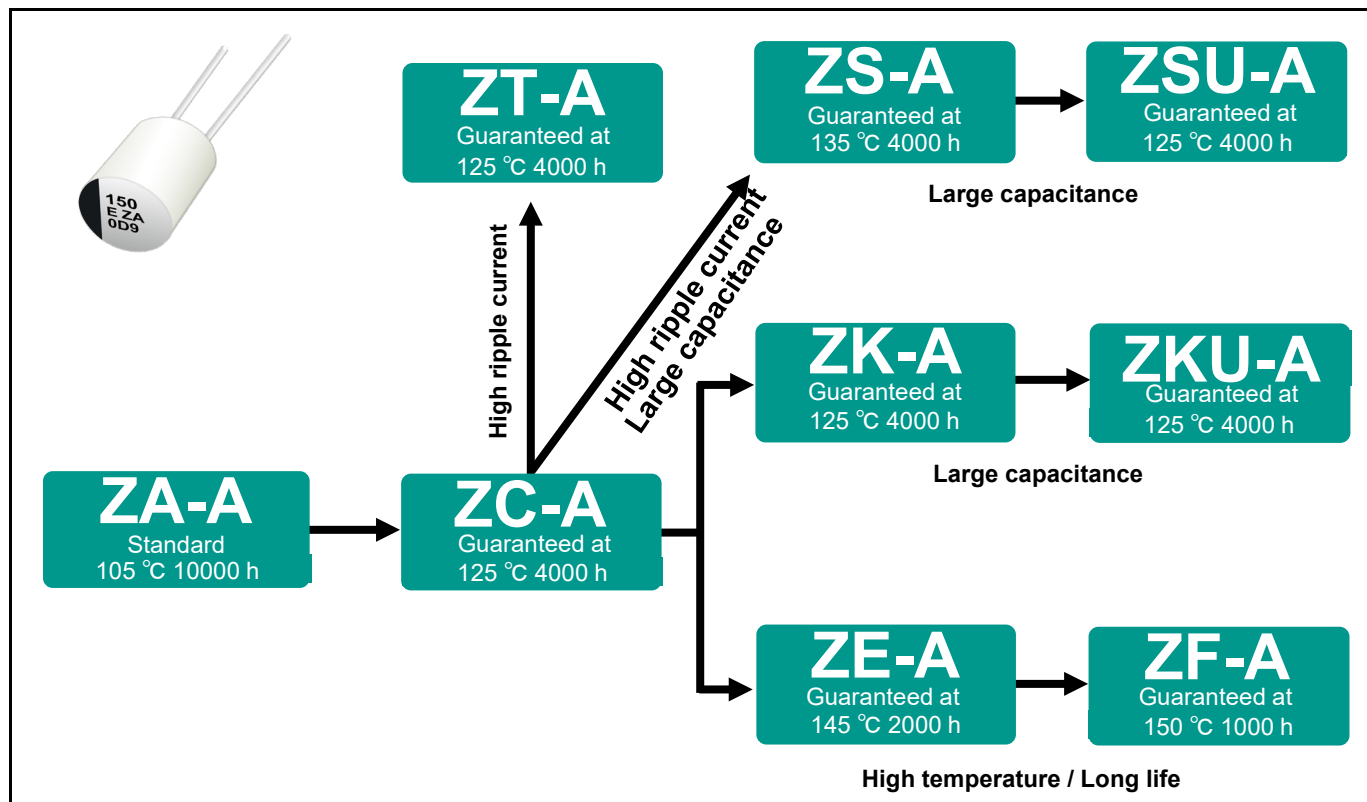 150
E ZA
0D9
ZT-A
Guaranteed at
125 ℃ 4000 h
ZS-A
Guaranteed at
135 ℃ 4000 h
ZSU-A
Guaranteed at
125 ℃ 4000 h
Large capacitance
High ripple current
High ripple current
Large capacitance
ZK-A
Guaranteed at
125 ℃ 4000 h
ZKU-A
Guaranteed at
125 ℃ 4000 h
Large capacitance
ZA-A
Standard
105 ℃ 10000 h
ZC-A
Guaranteed at
125 ℃ 4000 h
ZE-A
Guaranteed at
145 ℃ 2000 h
ZF-A
Guaranteed at
150 ℃ 1000 h
High temperature / Long life